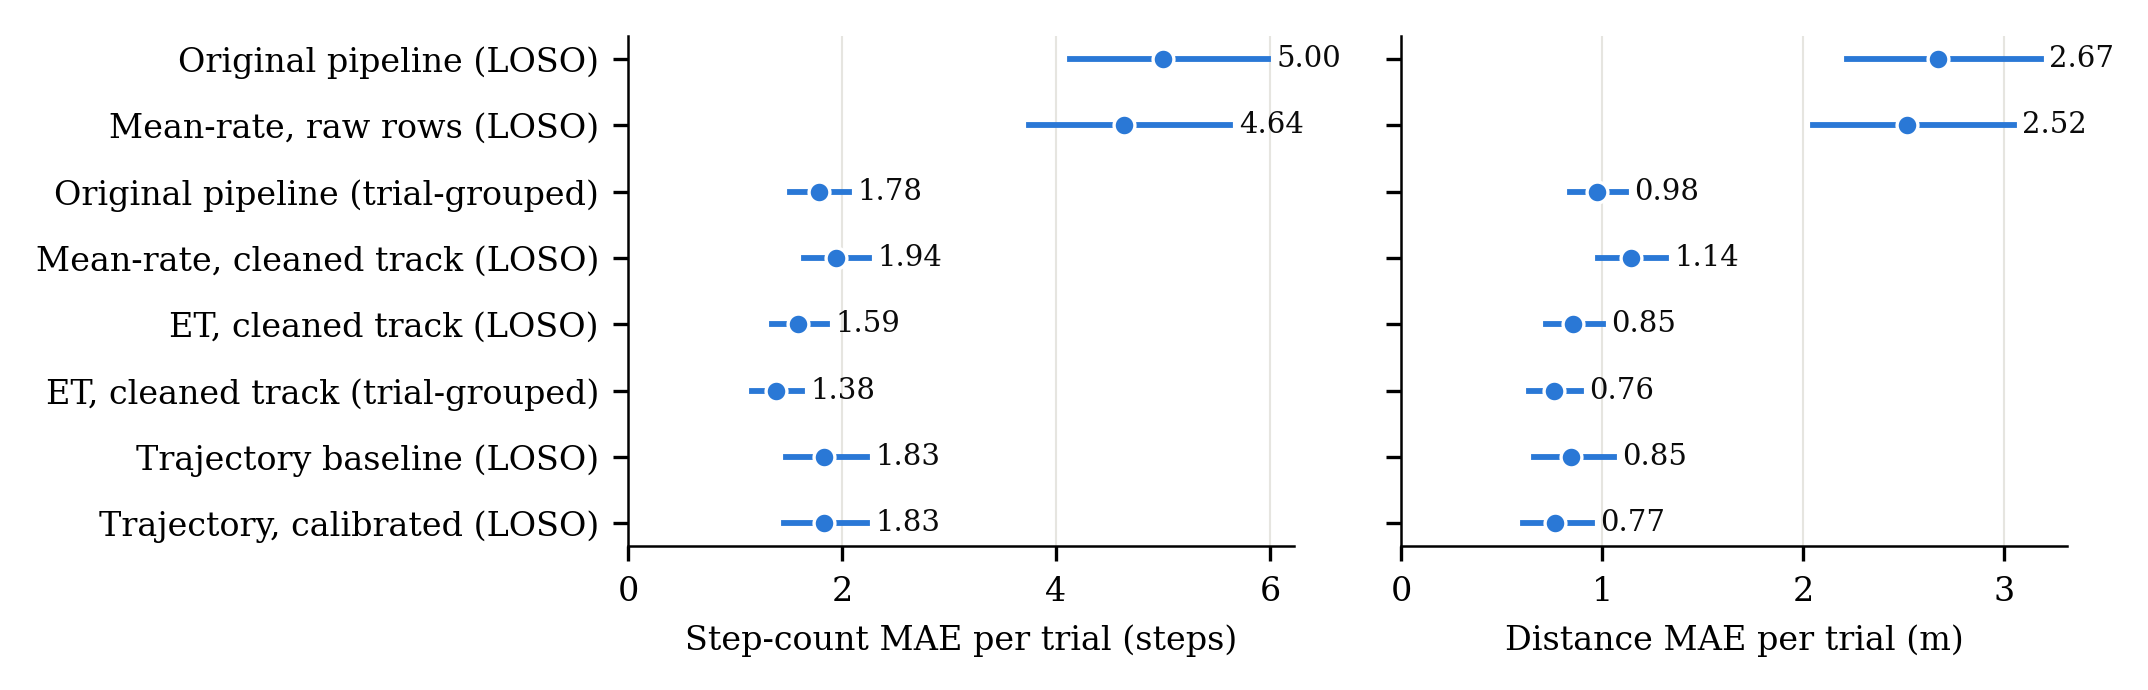 Original pipeline (LOSO) 5.00 2.67
Mean-rate, raw rows (LOSO) 4.64 2.52
Original pipeline (trial-grouped) 1.78 0.98
Mean-rate, cleaned track (LOSO) 1.94 1.14
ET, cleaned track (LOSO) 1.59 0.85
ET, cleaned track (trial-grouped) 1.38 0.76
Trajectory baseline (LOSO) 1.83 0.85
Trajectory, calibrated (LOSO) 1.83 0.77
0 2 4 6 0 1 2 3
Step-count MAE per trial (steps) Distance MAE per trial (m)